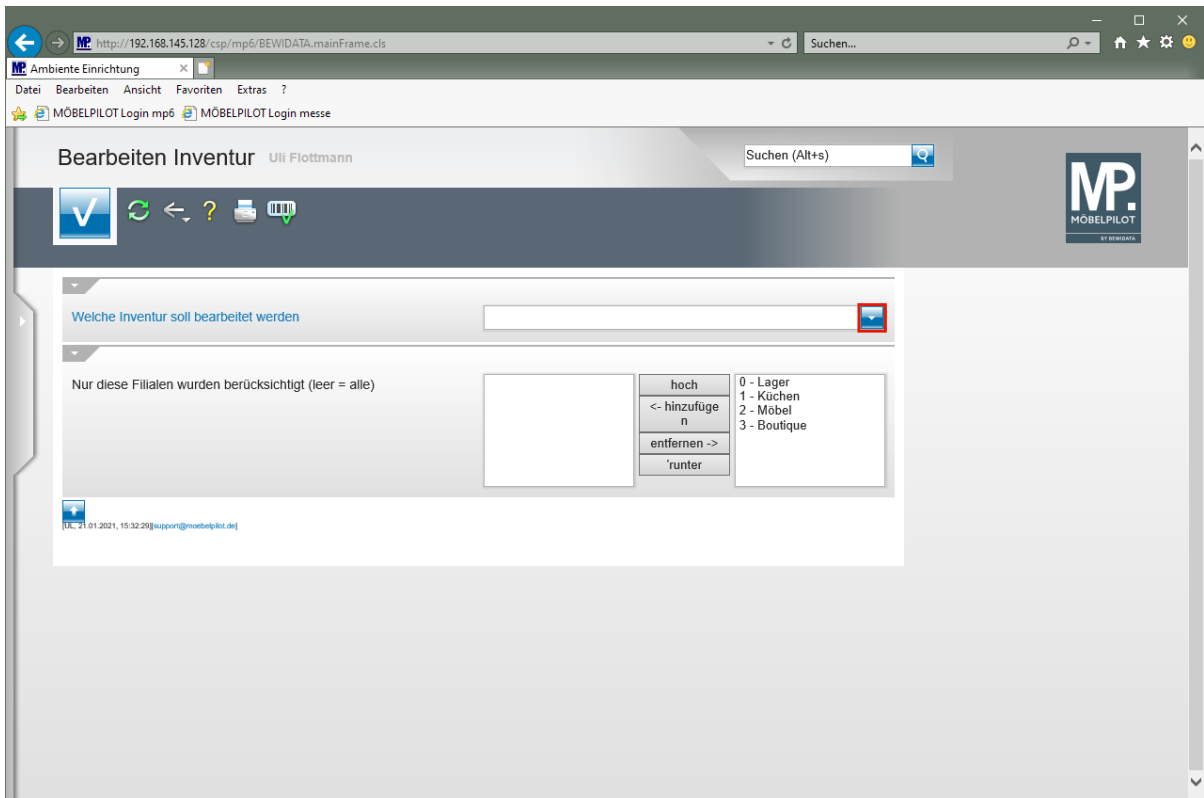 http://192.168.145.128/csp/mp6/BEWIDATA.mainFrame.cls
Suchen...
MP. Ambiente Einrichtung
Datei Bearbeiten Ansicht Favoriten Extras ?
MÖBELPILOT Login mp6 MÖBELPILOT Login messe
Bearbeiten Inventur Uli Flottmann
Suchen (Alt+s)
MP.
MÖBELPILOT
BY BEWIDATA
Welche Inventur soll bearbeitet werden
Nur diese Filialen wurden berücksichtigt (leer = alle)
hoch
<- hinzufüge
n
entfernen ->
'runter
0 - Lager
1 - Küchen
2 - Möbel
3 - Boutique
[UL, 21.01.2021, 15:32:29][support@moebelpilot.de]